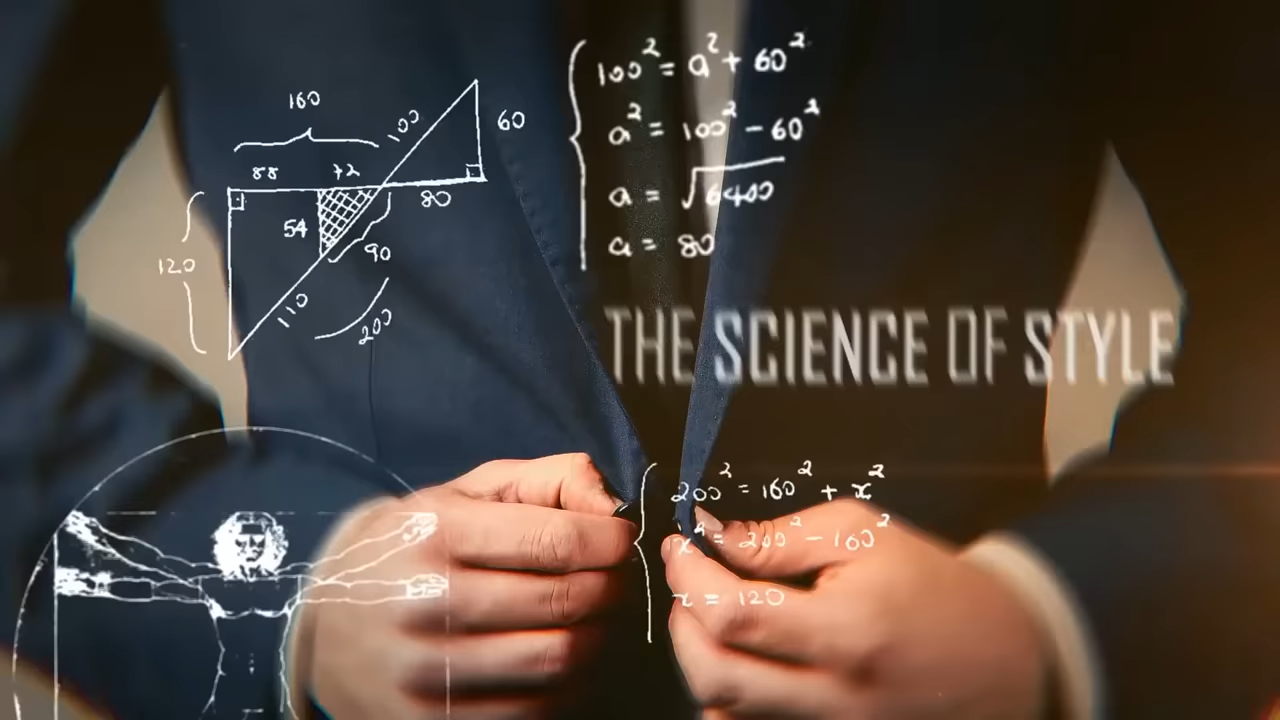 160
100
60
88
72
80
54
90
120
110
200
100² = a² + 60²
a² = 100² - 60²
a = √6400
a = 80
THE SCIENCE OF STYLE
200² = 160² + x²
x² = 200² - 160²
x = 120